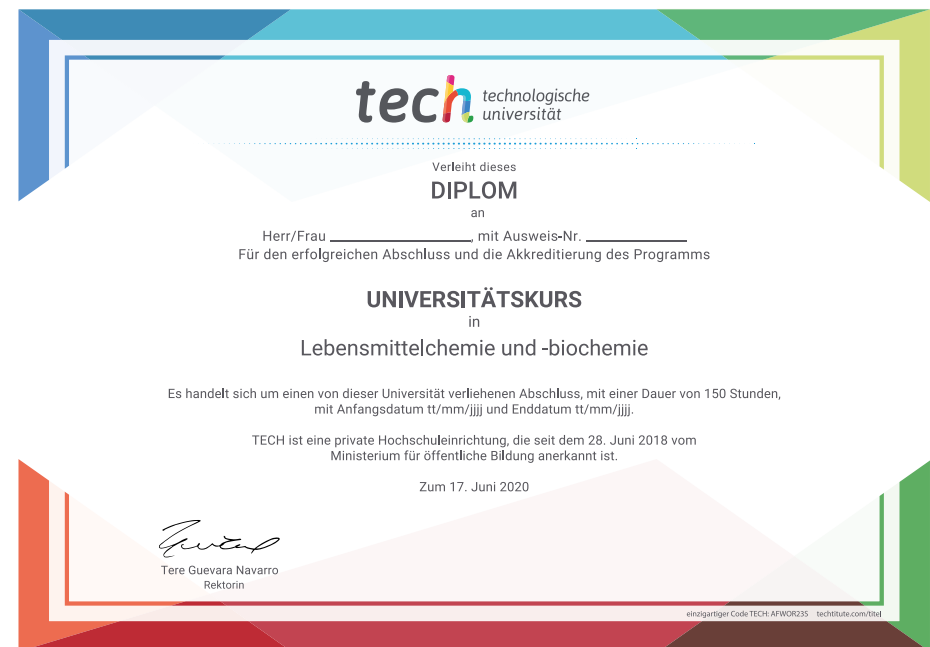 tech technologische
universität
Verleiht dieses
DIPLOM
an
Herr/Frau ____________________, mit Ausweis-Nr. ______________
Für den erfolgreichen Abschluss und die Akkreditierung des Programms
UNIVERSITÄTSKURS
in
Lebensmittelchemie und -biochemie
Es handelt sich um einen von dieser Universität verliehenen Abschluss, mit einer Dauer von 150 Stunden,
mit Anfangsdatum tt/mm/jjjj und Enddatum tt/mm/jjjj.
TECH ist eine private Hochschuleinrichtung, die seit dem 28. Juni 2018 vom
Ministerium für öffentliche Bildung anerkannt ist.
Zum 17. Juni 2020
Tere Guevara Navarro
Rektorin
einzigartiger Code TECH: AFWOR23S techtitute.com/titel